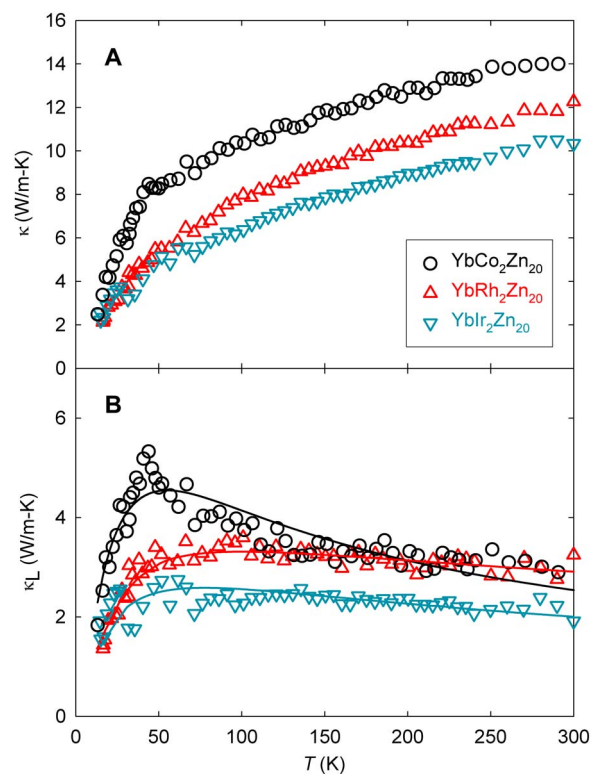 16
14
12
10
8
6
4
2
0
A
κ (W/m-K)
YbCo₂Zn₂₀
YbRh₂Zn₂₀
YbIr₂Zn₂₀
B
6
4
2
0
κL (W/m-K)
0 50 100 150 200 250 300
T (K)